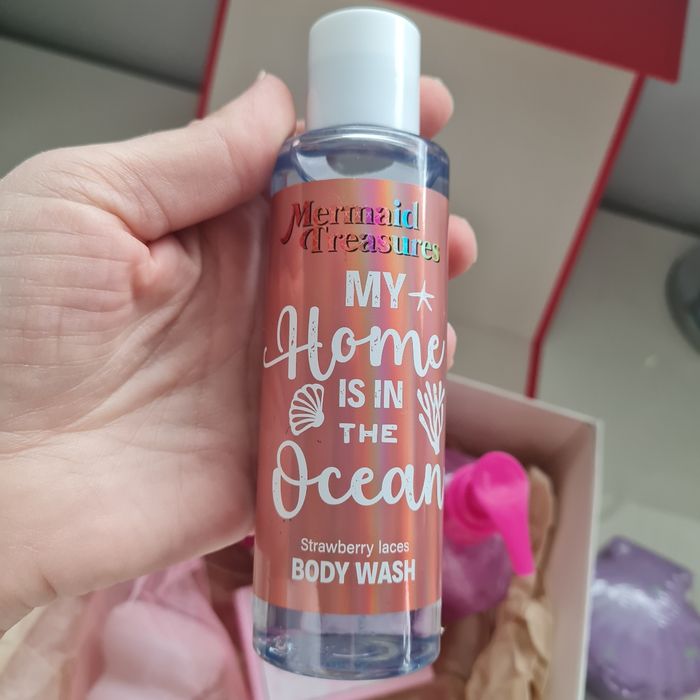 Mermaid
Treasures
MY
Home
IS IN
THE
Ocean
Strawberry laces
BODY WASH